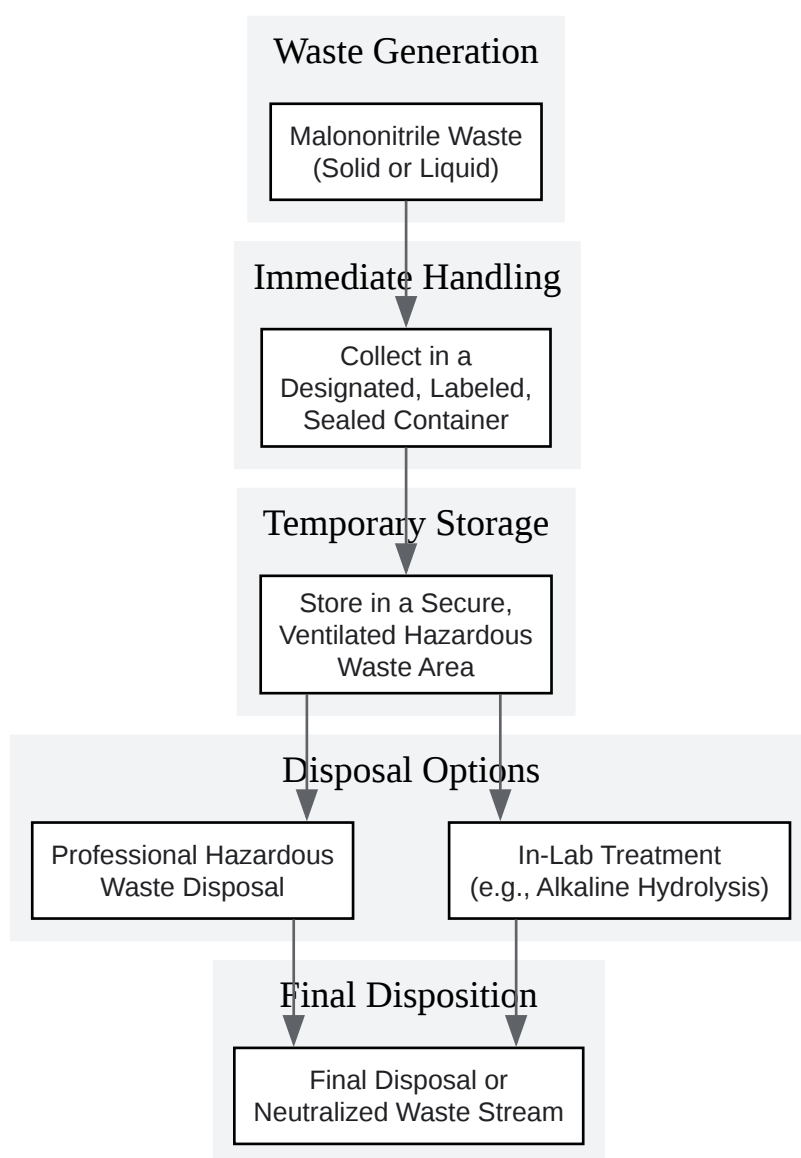 Waste Generation
Malononitrile Waste
(Solid or Liquid)
Immediate Handling
Collect in a
Designated, Labeled,
Sealed Container
Temporary Storage
Store in a Secure,
Ventilated Hazardous
Waste Area
Disposal Options
Professional Hazardous
Waste Disposal
In-Lab Treatment
(e.g., Alkaline Hydrolysis)
Final Disposition
Final Disposal or
Neutralized Waste Stream